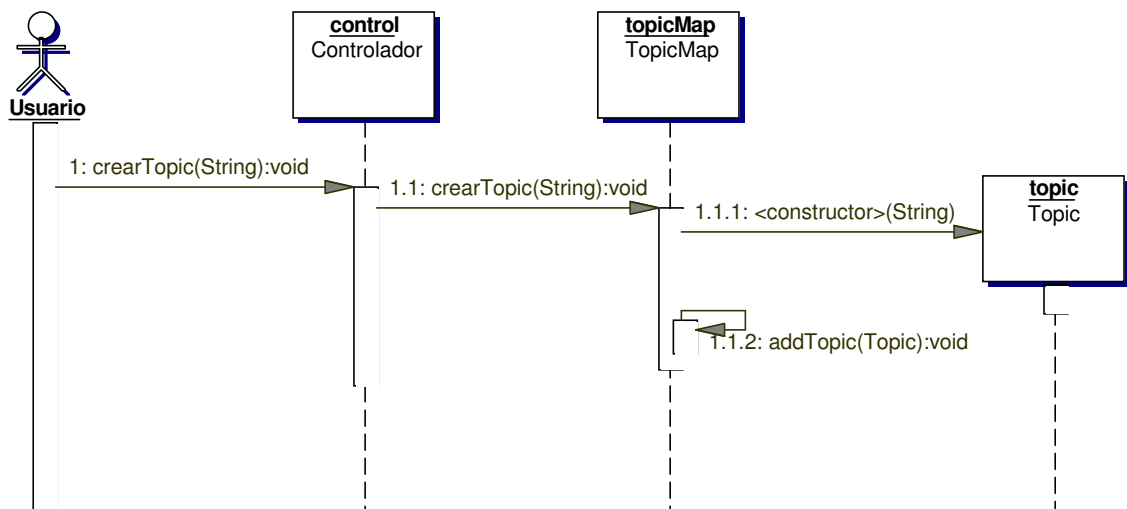 control
Controlador
topicMap
TopicMap
Usuario
1: crearTopic(String):void
1.1: crearTopic(String):void
topic
Topic
1.1.1: <constructor>(String)
1.1.2: addTopic(Topic):void